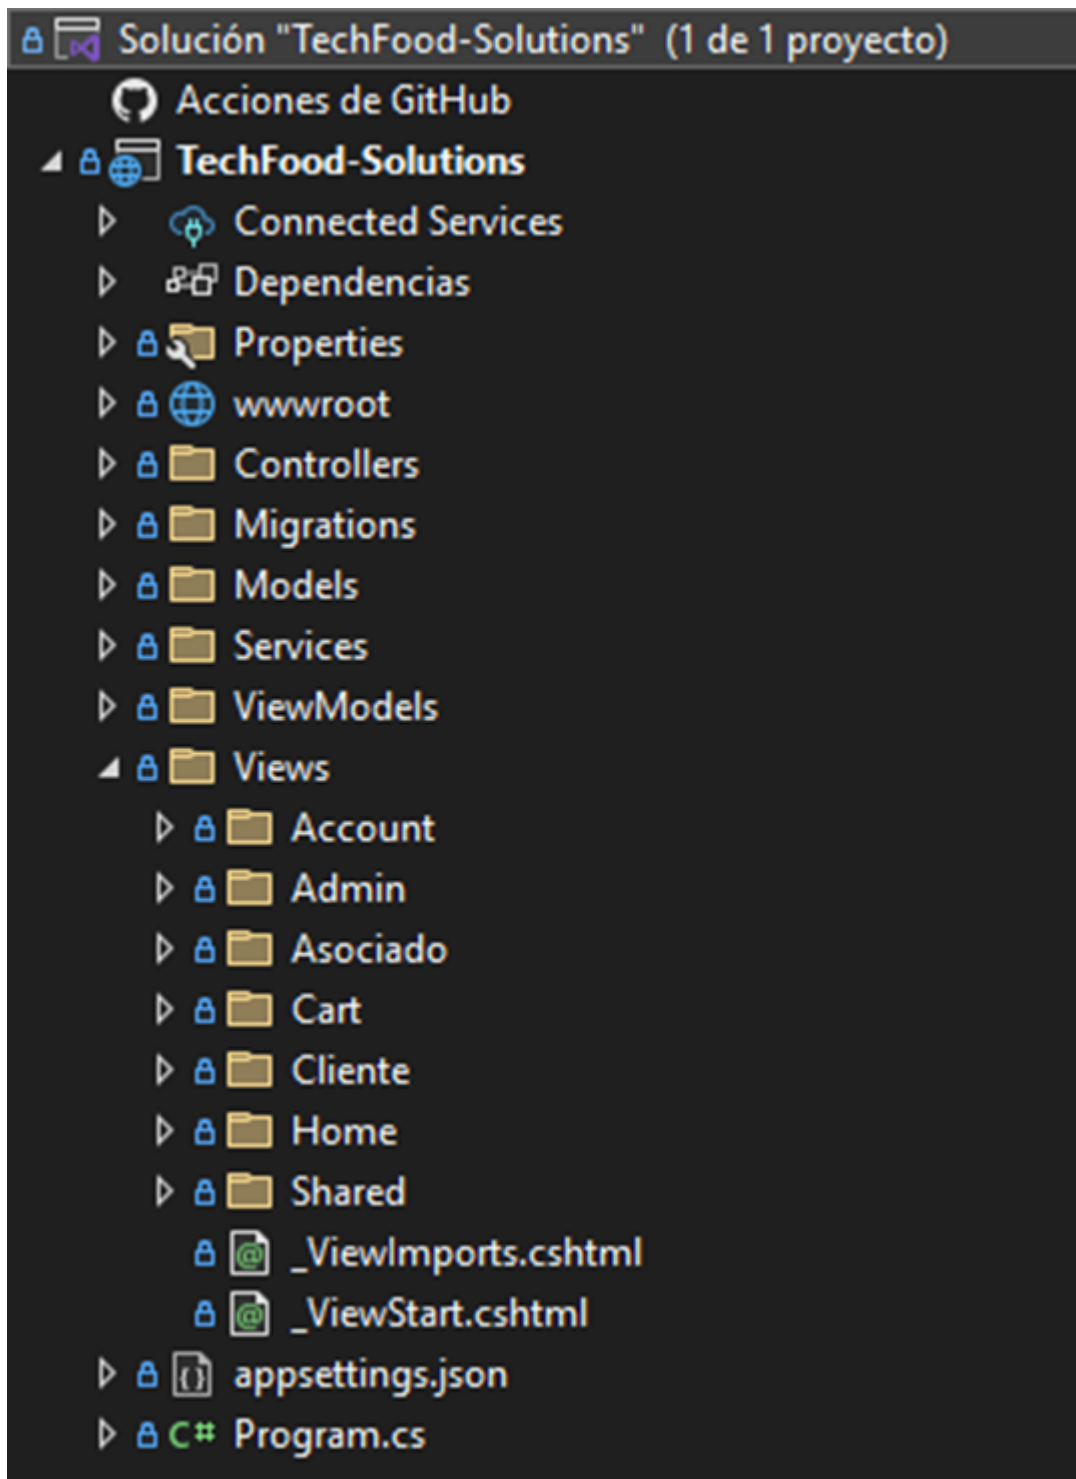 Solución "TechFood-Solutions" (1 de 1 proyecto)
Acciones de GitHub
TechFood-Solutions
Connected Services
Dependencias
Properties
wwwroot
Controllers
Migrations
Models
Services
ViewModels
Views
Account
Admin
Asociado
Cart
Cliente
Home
Shared
_ViewImports.cshtml
_ViewStart.cshtml
appsettings.json
C# Program.cs